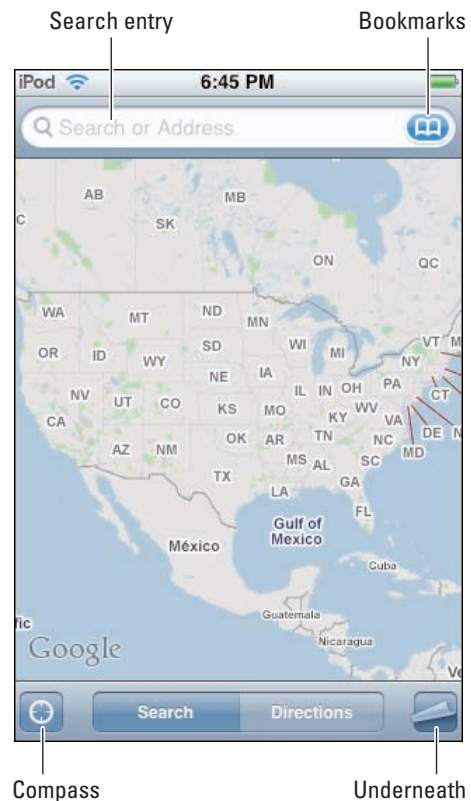 Search entry Bookmarks
iPod 6:45 PM
Search or Address
C AB SK MB ON QC
WA MT ND MN VT M
OR ID WY SD WI MI NY
NV UT CO NE IA IL IN OH PA CT
CA KS MO KY WV VA DE N
AZ NM OK AR TN NC MD
TX MS AL SC
LA GA
FL
Gulf of
Mexico
México
Cuba
Guatemala
fic
Nicaragua
Google
Ve
Search Directions
Compass Underneath